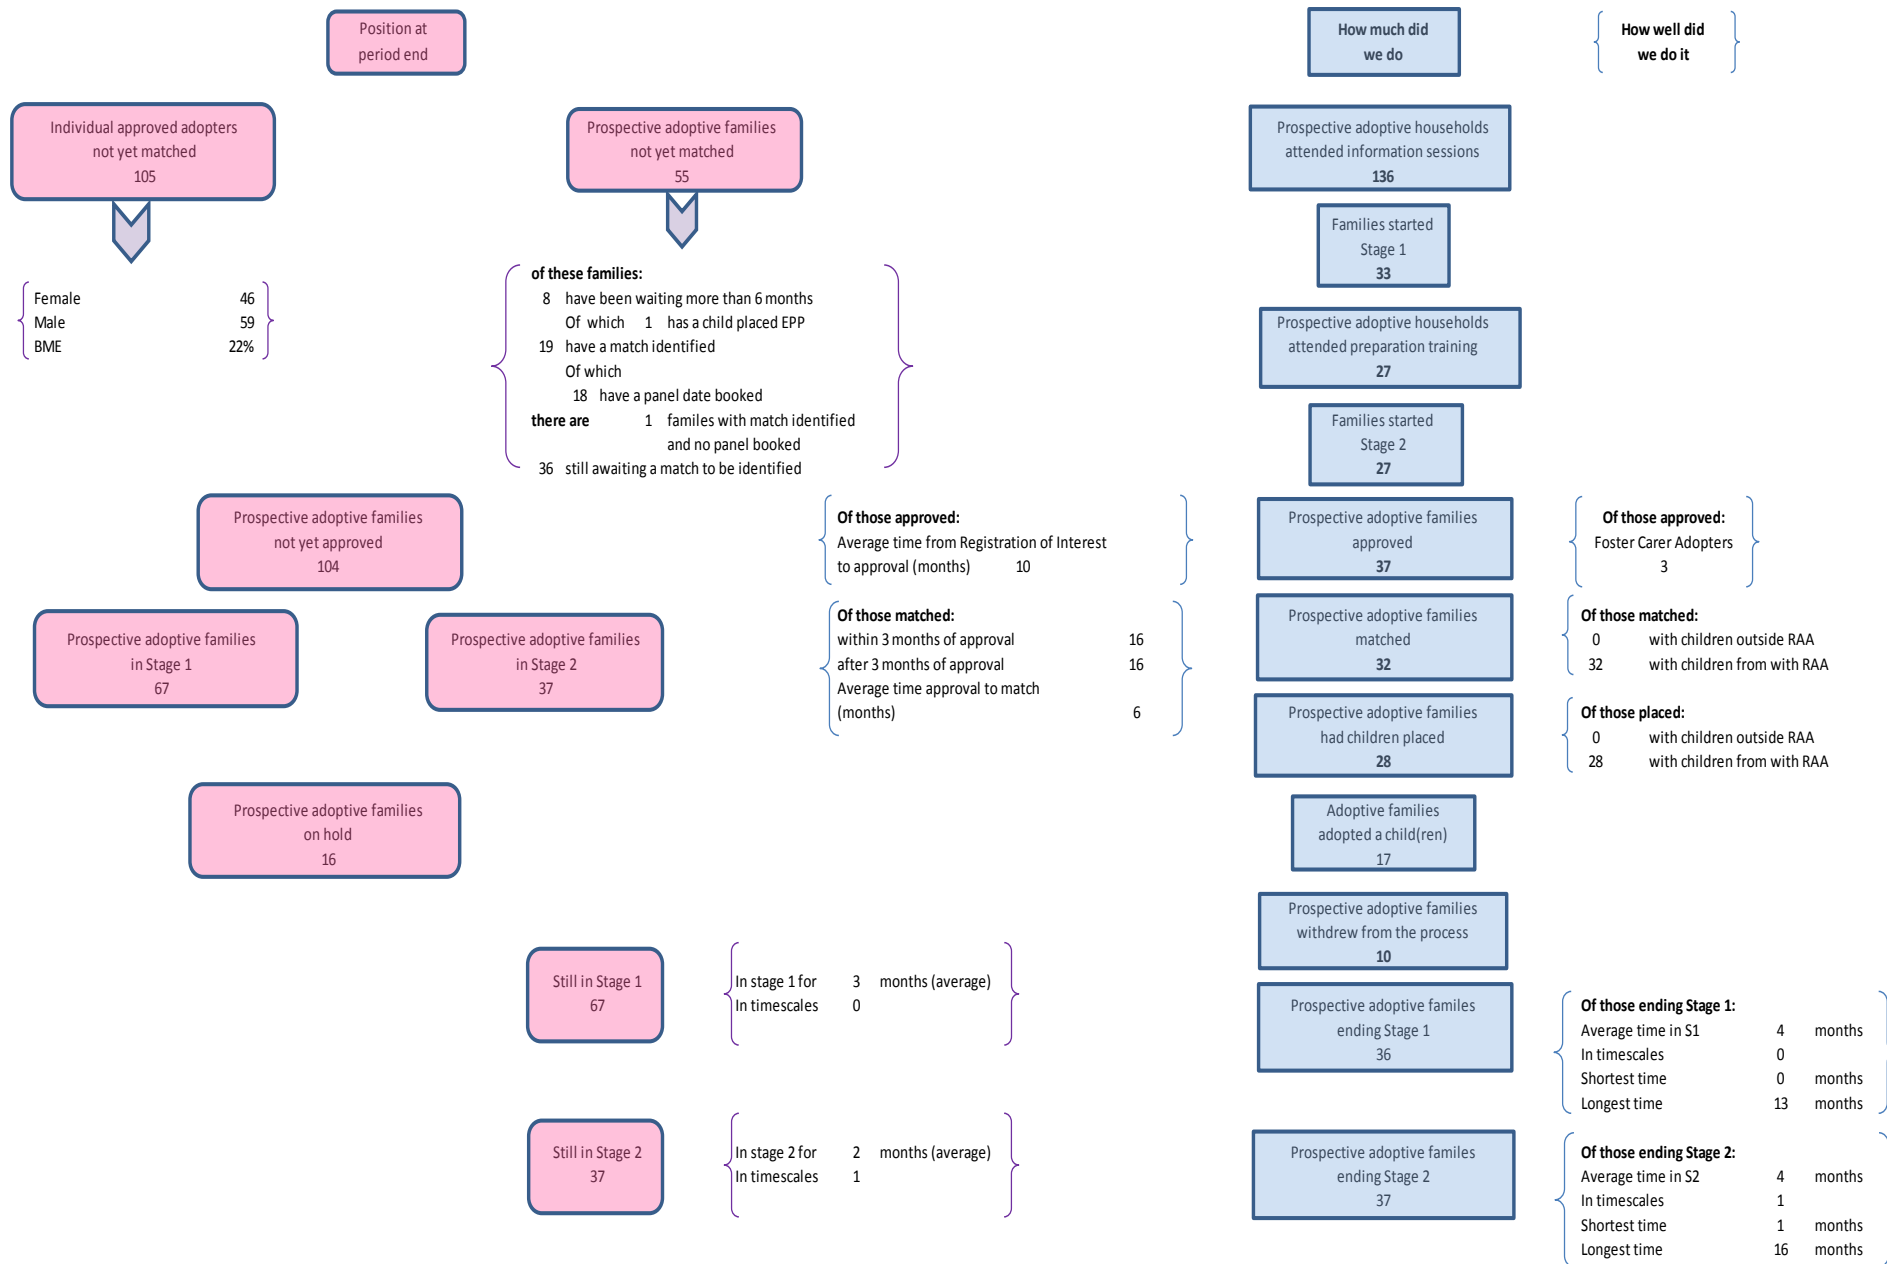 Position at
period end
How much did
we do
How well did
we do it
Individual approved adopters
not yet matched
105
Prospective adoptive families
not yet matched
55
Prospective adoptive households
attended information sessions
136
Families started
Stage 1
33
Female 46
Male 59
BME 22%
of these families:
8 have been waiting more than 6 months
Of which 1 has a child placed EPP
19 have a match identified
Of which
18 have a panel date booked
there are 1 familes with match identified
and no panel booked
36 still awaiting a match to be identified
Prospective adoptive households
attended preparation training
27
Families started
Stage 2
27
Prospective adoptive families
not yet approved
104
Of those approved:
Average time from Registration of Interest
to approval (months) 10
Prospective adoptive families
approved
37
Of those approved:
Foster Carer Adopters
3
Prospective adoptive families
in Stage 1
67
Prospective adoptive families
in Stage 2
37
Of those matched:
within 3 months of approval 16
after 3 months of approval 16
Average time approval to match
(months) 6
Prospective adoptive families
matched
32
Of those matched:
0 with children outside RAA
32 with children from with RAA
Prospective adoptive families
had children placed
28
Of those placed:
0 with children outside RAA
28 with children from with RAA
Prospective adoptive families
on hold
16
Adoptive families
adopted a child(ren)
17
Prospective adoptive families
withdrew from the process
10
Still in Stage 1
67
In stage 1 for 3 months (average)
In timescales 0
Prospective adoptive familes
ending Stage 1
36
Of those ending Stage 1:
Average time in S1 4 months
In timescales 0
Shortest time 0 months
Longest time 13 months
Still in Stage 2
37
In stage 2 for 2 months (average)
In timescales 1
Prospective adoptive familes
ending Stage 2
37
Of those ending Stage 2:
Average time in S2 4 months
In timescales 1
Shortest time 1 months
Longest time 16 months